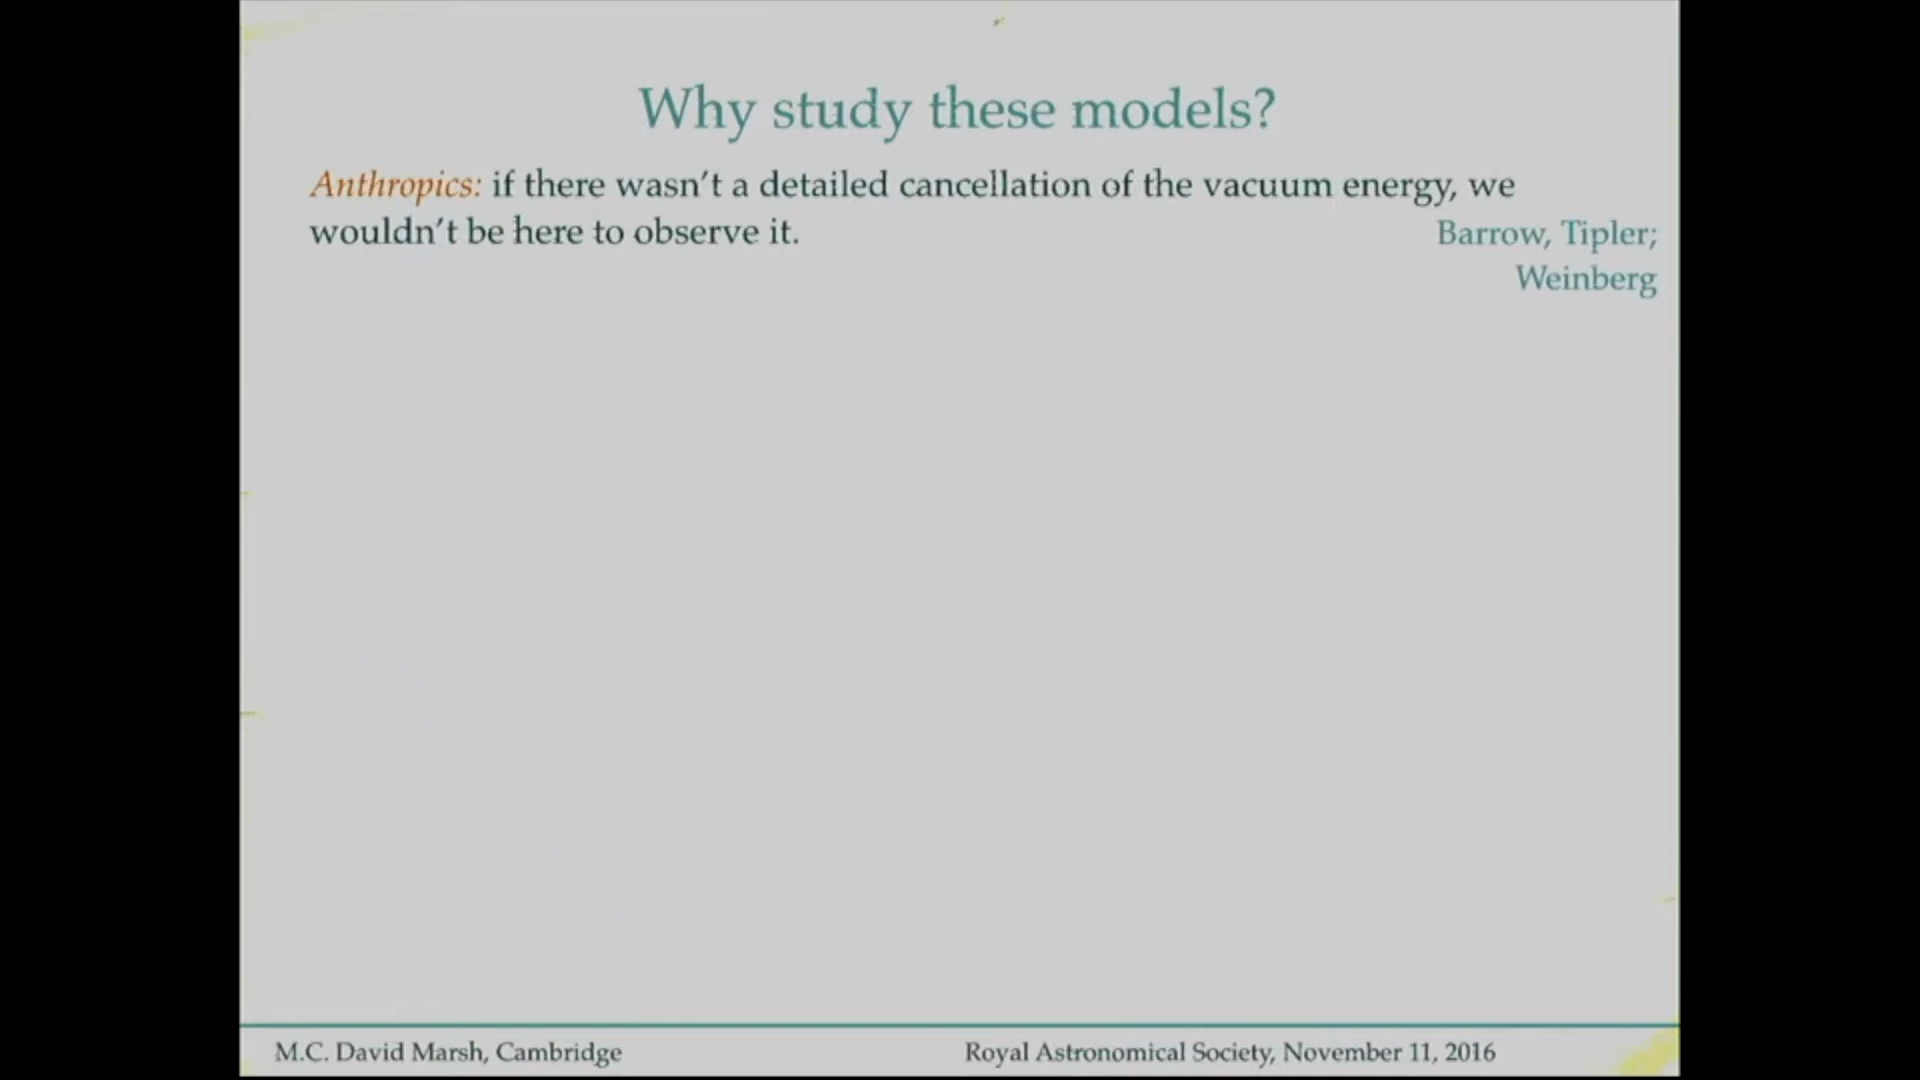 Why study these models?
Anthropics: if there wasn't a detailed cancellation of the vacuum energy, we
wouldn't be here to observe it.
Barrow, Tipler;
Weinberg
M.C. David Marsh, Cambridge
Royal Astronomical Society, November 11, 2016